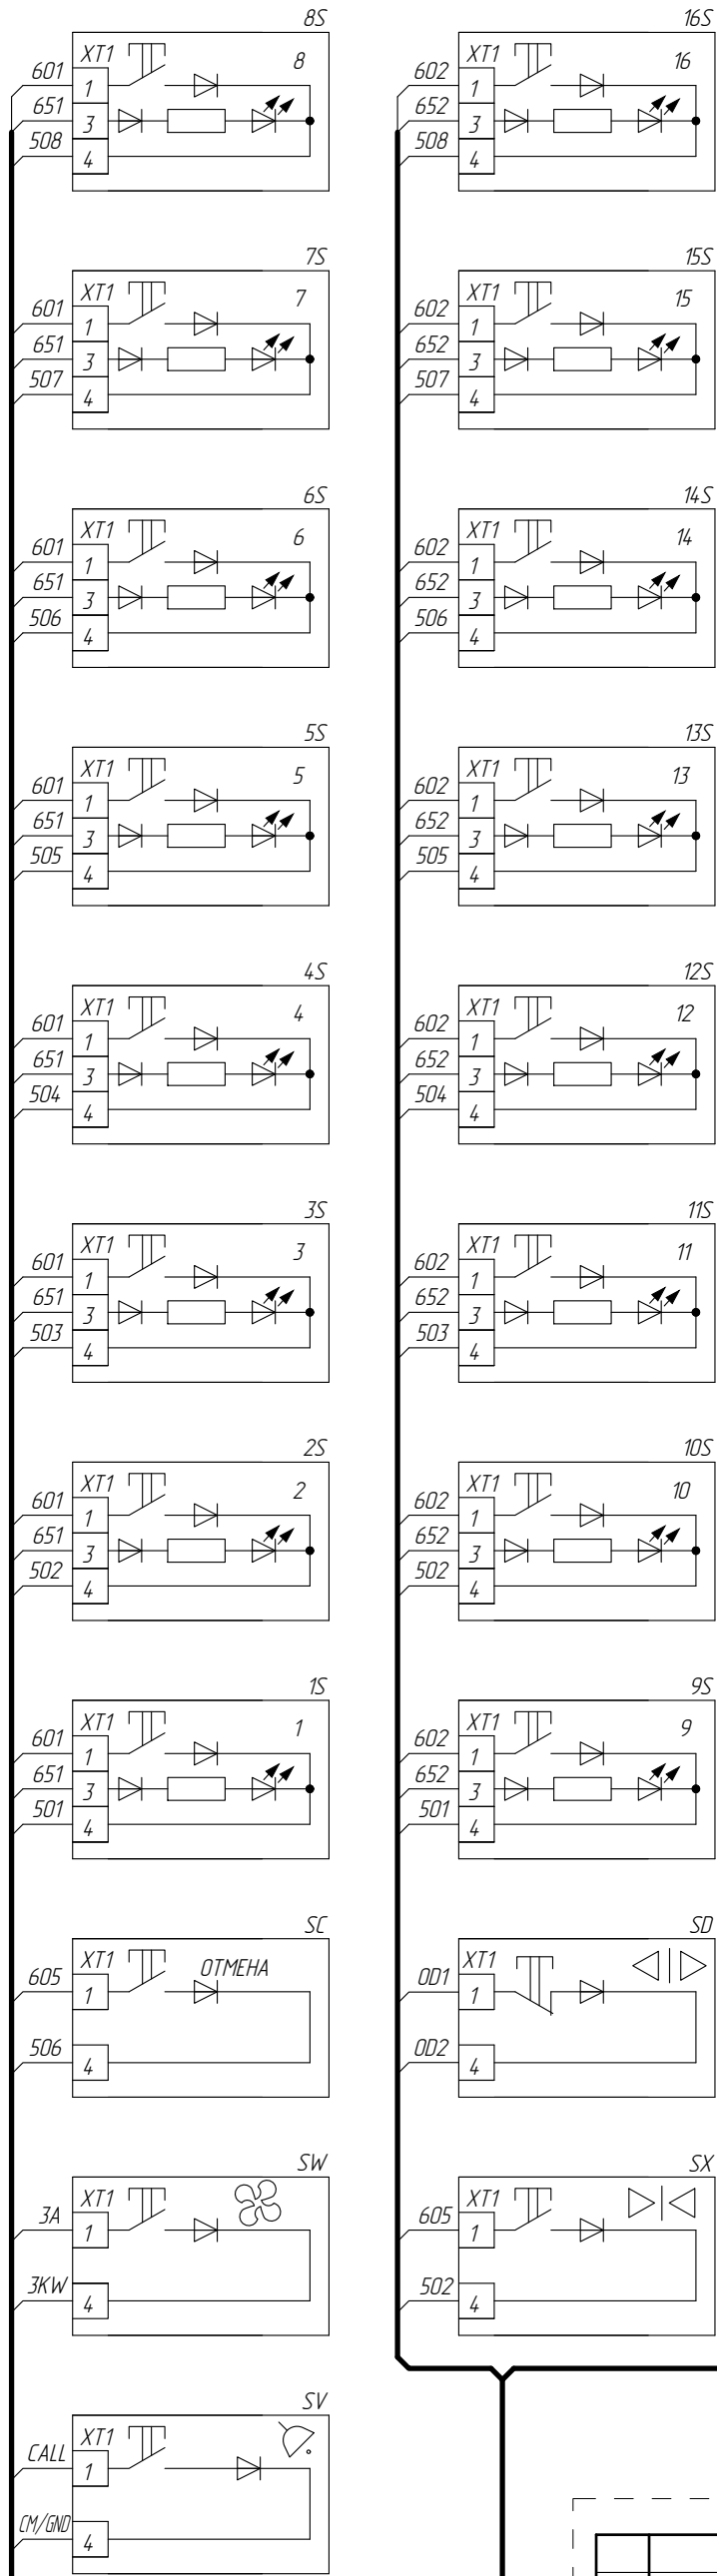 8S
XT1 8
601 1
651 3
508 4
7S
XT1 7
601 1
651 3
507 4
6S
XT1 6
601 1
651 3
506 4
5S
XT1 5
601 1
651 3
505 4
4S
XT1 4
601 1
651 3
504 4
3S
XT1 3
601 1
651 3
503 4
2S
XT1 2
601 1
651 3
502 4
1S
XT1 1
601 1
651 3
501 4
SC
XT1
605 1 ОТМЕНА
506 4
SW
XT1
3A 1
3KW 4
SV
XT1
CALL 1
CM/GND 4
16S
XT1 16
602 1
652 3
508 4
15S
XT1 15
602 1
652 3
507 4
14S
XT1 14
602 1
652 3
506 4
13S
XT1 13
602 1
652 3
505 4
12S
XT1 12
602 1
652 3
504 4
11S
XT1 11
602 1
652 3
503 4
10S
XT1 10
602 1
652 3
502 4
9S
XT1 9
602 1
652 3
501 4
SD
XT1
OD1 1
OD2 4
SX
XT1
605 1
502 4